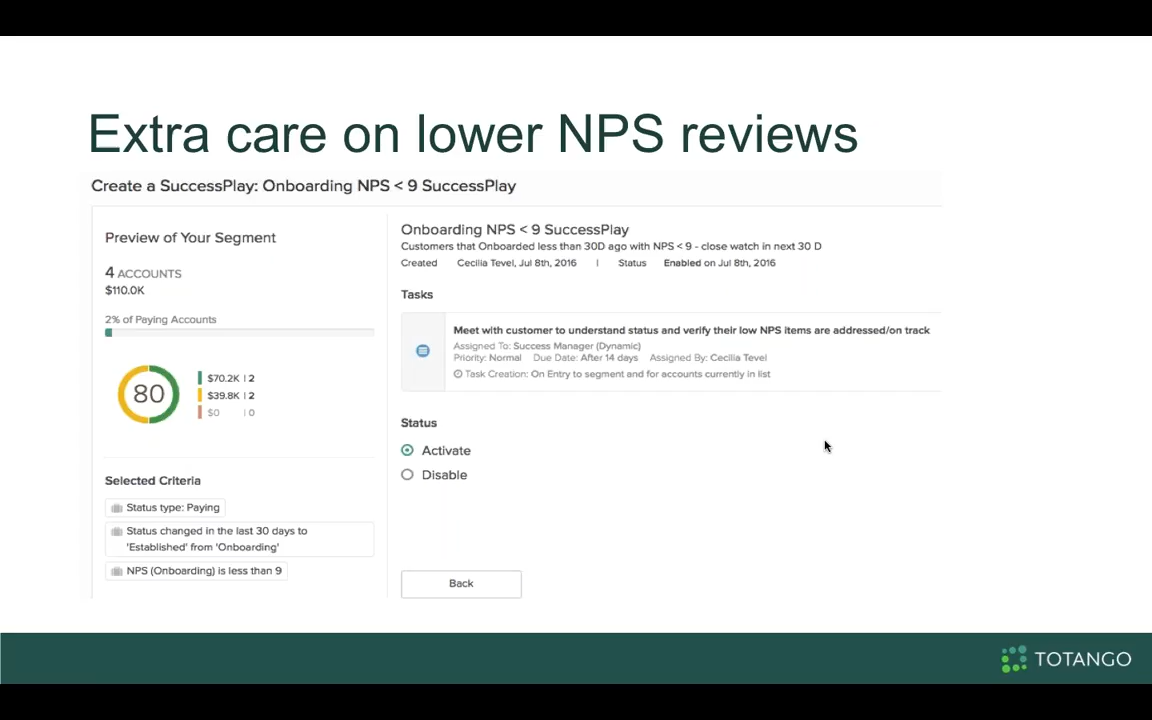 Extra care on lower NPS reviews
Create a SuccessPlay: Onboarding NPS < 9 SuccessPlay
Preview of Your Segment
4 ACCOUNTS
$110.0K
2% of Paying Accounts
80
$70.2K | 2
$39.8K | 2
$0 | 0
Selected Criteria
Status type: Paying
Status changed in the last 30 days to
'Established' from 'Onboarding'
NPS (Onboarding) is less than 9
Onboarding NPS < 9 SuccessPlay
Customers that Onboarded less than 30D ago with NPS < 9 - close watch in next 30 D
Created Cecilia Tevel, Jul 8th, 2016 | Status Enabled on Jul 8th, 2016
Tasks
Meet with customer to understand status and verify their low NPS items are addressed/on track
Assigned To: Success Manager (Dynamic)
Priority: Normal Due Date: After 14 days Assigned By: Cecilia Tevel
Task Creation: On Entry to segment and for accounts currently in list
Status
Activate
Disable
Back
TOTANGO